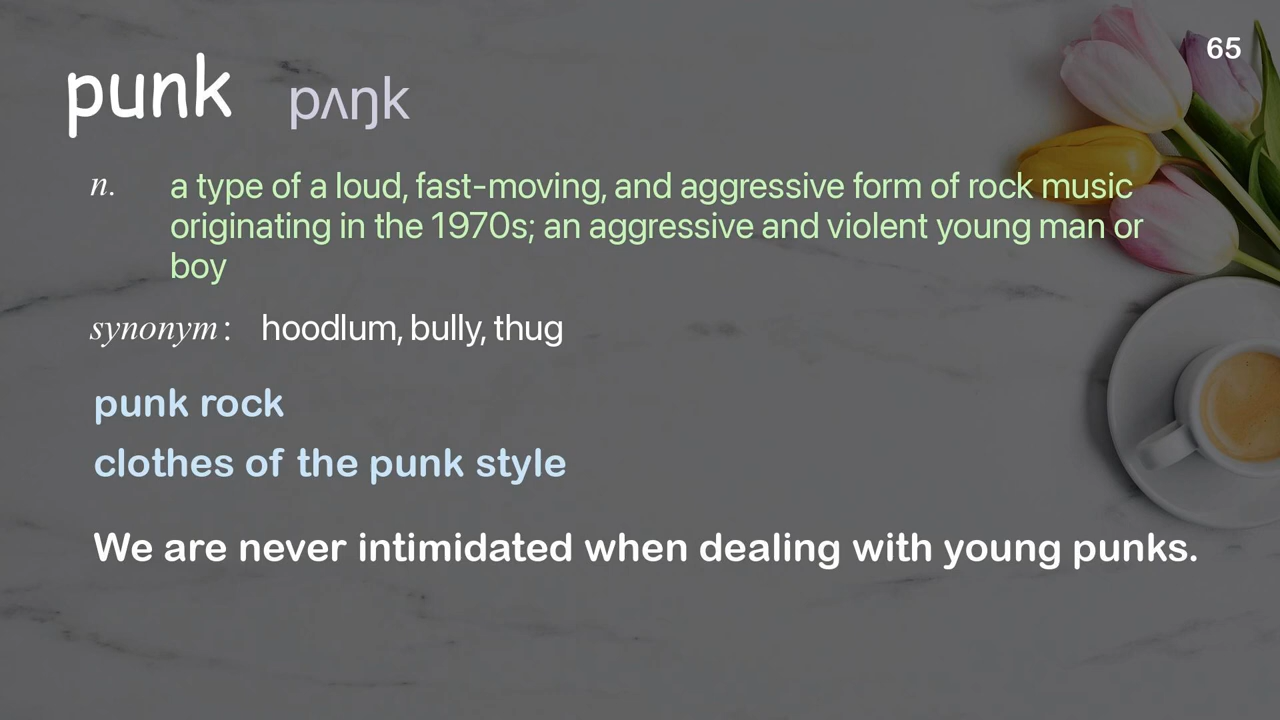 65
punk pʌŋk
n. a type of a loud, fast-moving, and aggressive form of rock music
originating in the 1970s; an aggressive and violent young man or
boy
synonym: hoodlum, bully, thug
punk rock
clothes of the punk style
We are never intimidated when dealing with young punks.